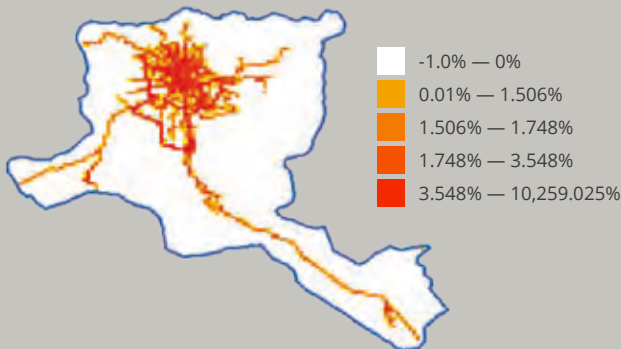 -1.0% — 0%
0.01% — 1.506%
1.506% — 1.748%
1.748% — 3.548%
3.548% — 10,259.025%